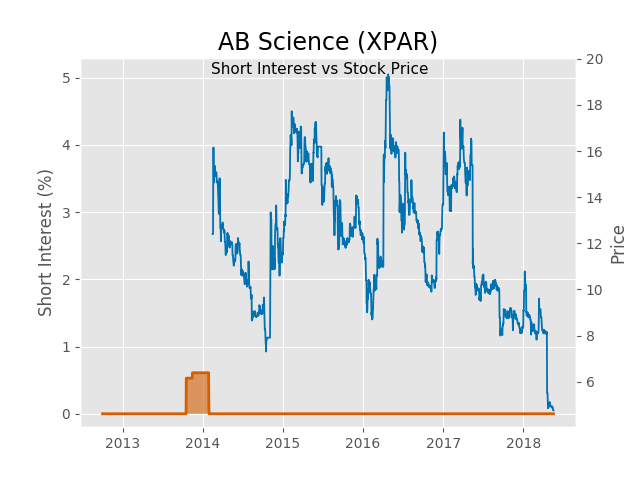 AB Science (XPAR)
Short Interest vs Stock Price
Short Interest (%)
5
4
3
2
1
0
20
18
16
14
12
10
8
6
Price
2013 2014 2015 2016 2017 2018